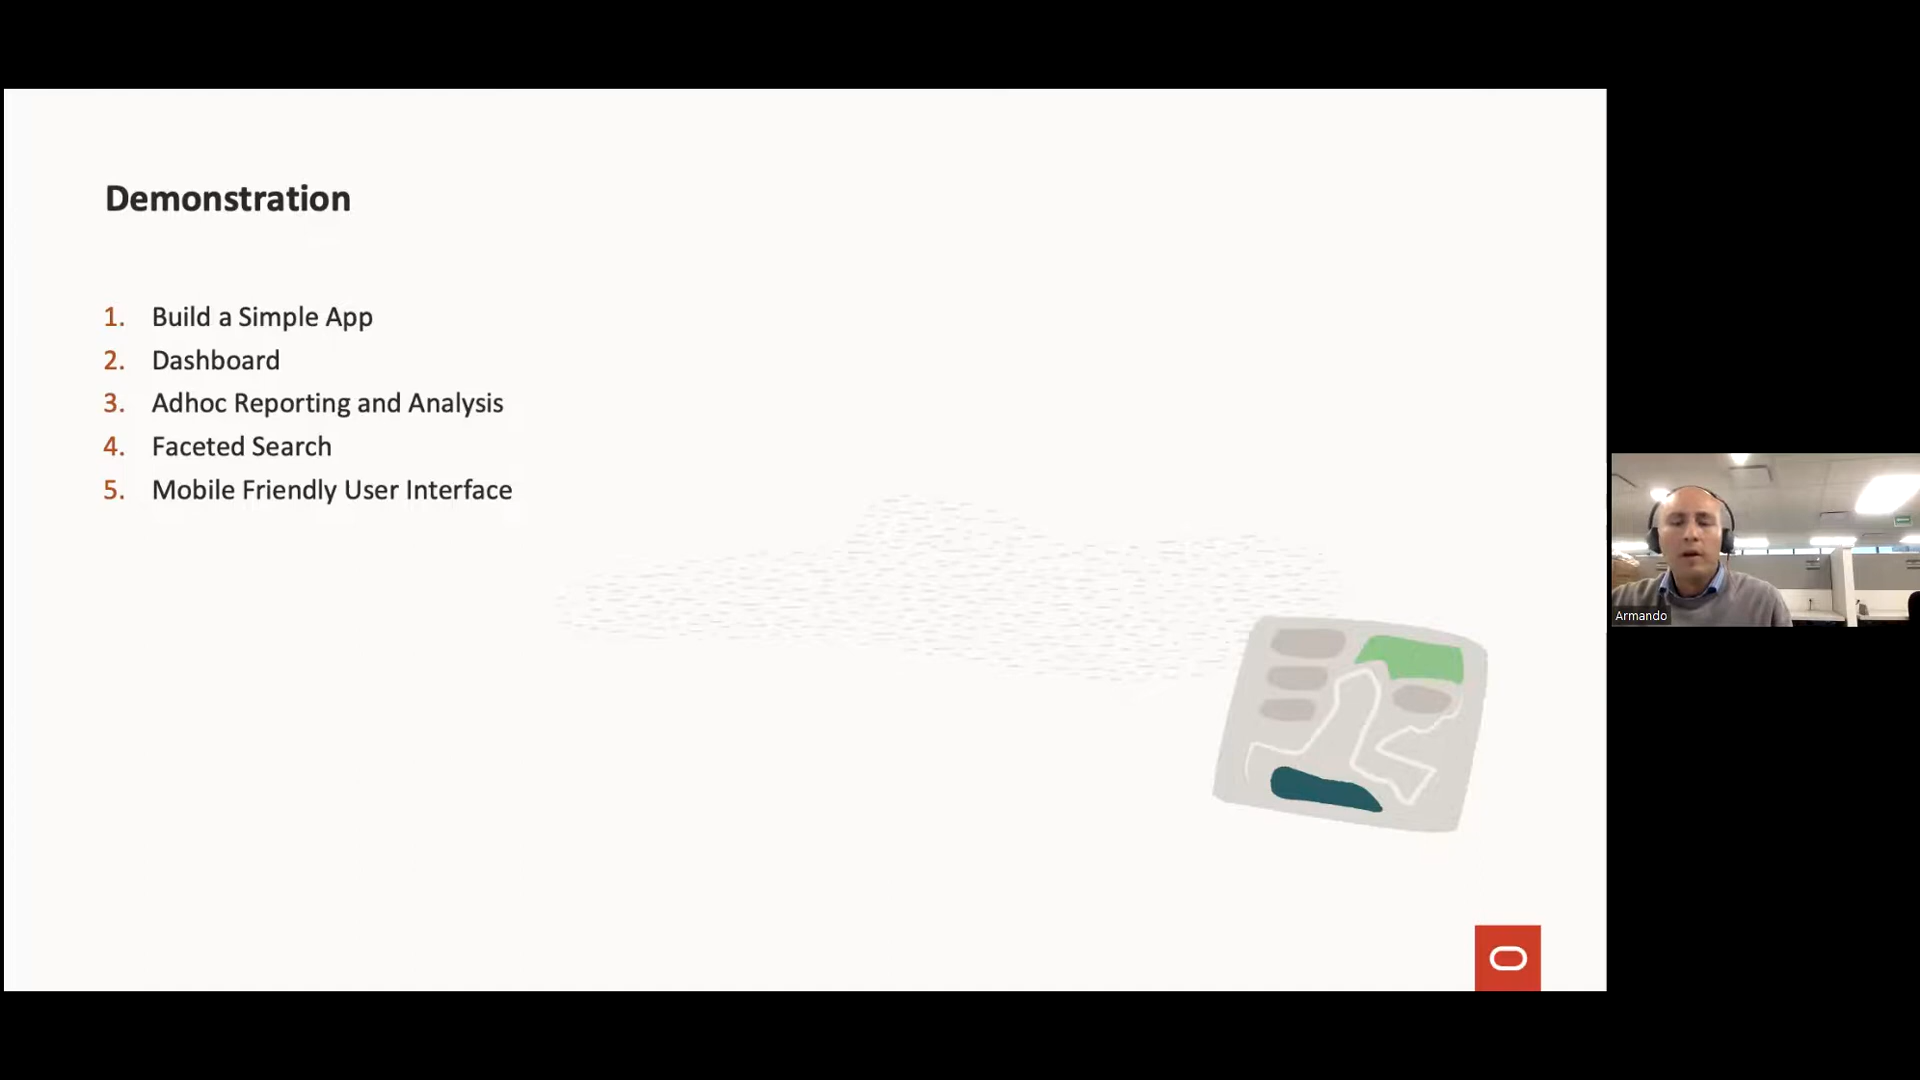 Demonstration
1. Build a Simple App
2. Dashboard
3. Adhoc Reporting and Analysis
4. Faceted Search
5. Mobile Friendly User Interface
Armando